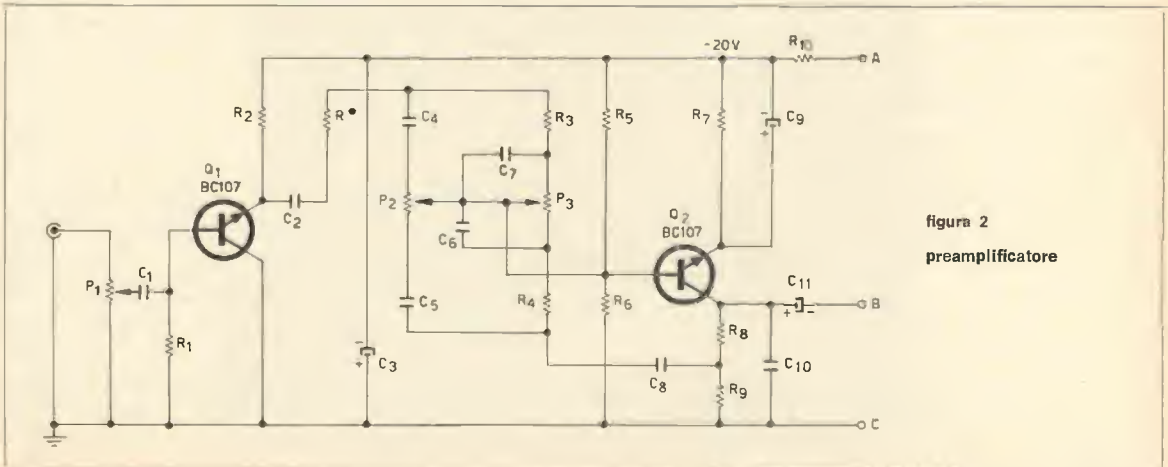 -20V
R10
A
R2
R•
C4
R3
R5
R7
C9
Q1
BC107
C7
C2
P2
P3
Q2
BC107
figura 2
preamplificatore
C6
P1
C1
C5
R4
R6
C11
B
R1
C3
R8
C8
C10
R9
C